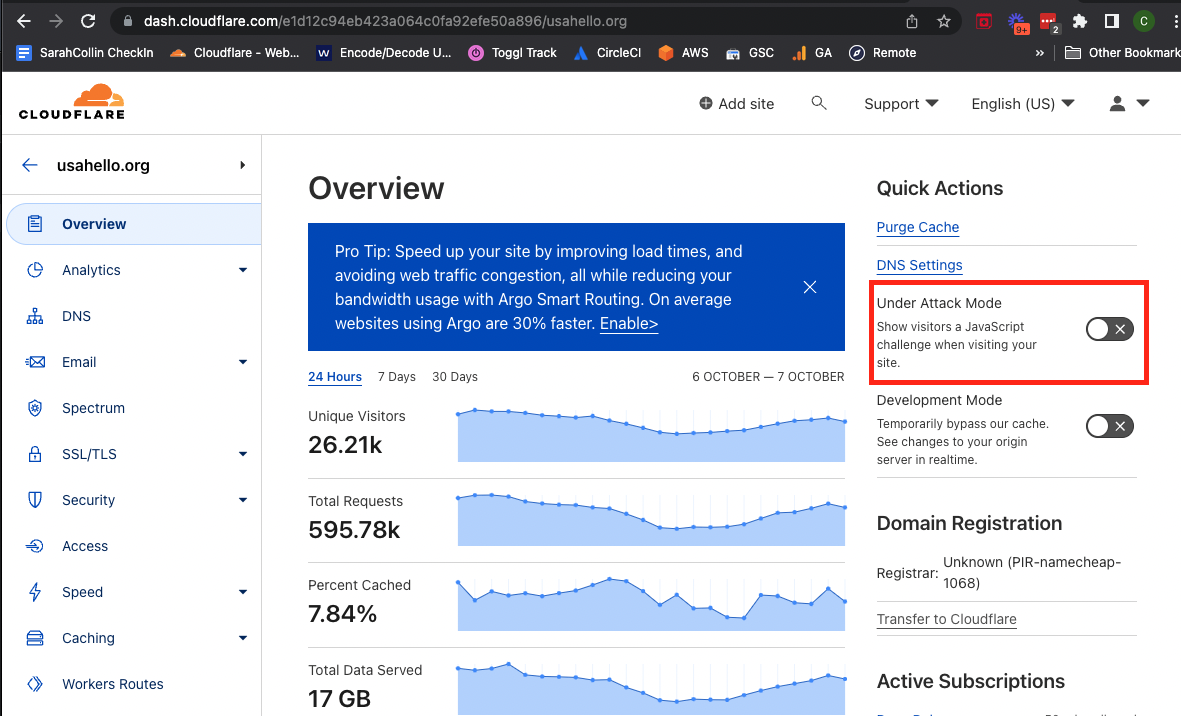 dash.cloudflare.com/e1d12c94eb423a064c0fa92efe50a896/usahello.org
9+
2
C
SarahCollin CheckIn
Cloudflare - Web...
W
Encode/Decode U...
Toggl Track
CircleCI
AWS
GSC
GA
Remote
»
Other Bookmark
CLOUDFLARE
Add site
Support
English (US)
usahello.org
Overview
Analytics
DNS
Email
Spectrum
SSL/TLS
Security
Access
Speed
Caching
Workers Routes
Overview
Pro Tip: Speed up your site by improving load times, and
avoiding web traffic congestion, all while reducing your
bandwidth usage with Argo Smart Routing. On average
websites using Argo are 30% faster. Enable>
24 Hours 7 Days 30 Days 6 OCTOBER — 7 OCTOBER
Unique Visitors
26.21k
Total Requests
595.78k
Percent Cached
7.84%
Total Data Served
17 GB
Quick Actions
Purge Cache
DNS Settings
Under Attack Mode
Show visitors a JavaScript
challenge when visiting your
site.
Development Mode
Temporarily bypass our cache.
See changes to your origin
server in realtime.
Domain Registration
Registrar: Unknown (PIR-namecheap-
1068)
Transfer to Cloudflare
Active Subscriptions